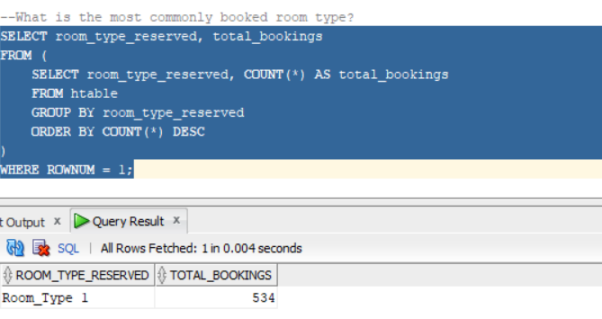 --What is the most commonly booked room type?
SELECT room_type_reserved, total_bookings
FROM (
SELECT room_type_reserved, COUNT(*) AS total_bookings
FROM htable
GROUP BY room_type_reserved
ORDER BY COUNT(*) DESC
)
WHERE ROWNUM = 1;
t Output x Query Result x
SQL | All Rows Fetched: 1 in 0.004 seconds
ROOM_TYPE_RESERVED TOTAL_BOOKINGS
Room_Type 1 534